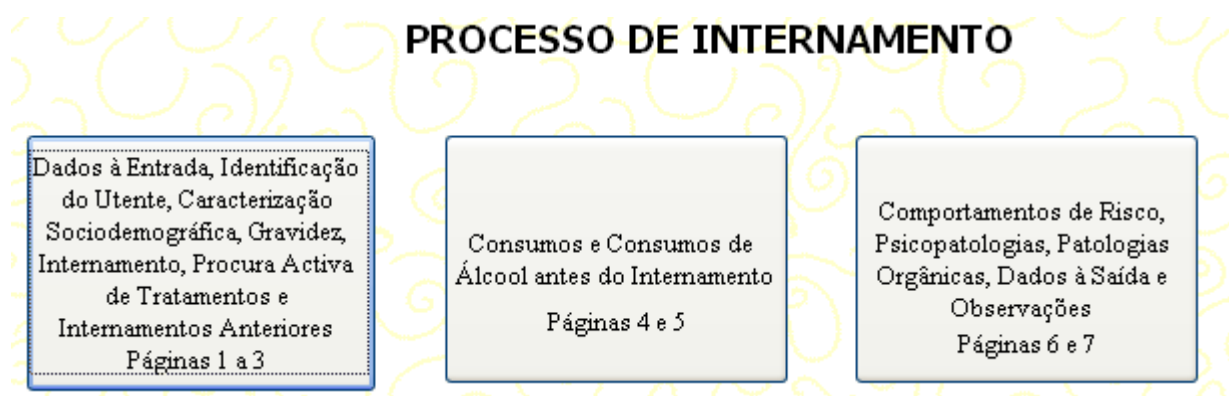 PROCESSO DE INTERNAMENTO
Dados à Entrada, Identificação
do Utente, Caracterização
Sociodemográfica, Gravidez,
Internamento, Procura Activa
de Tratamentos e
Internamentos Anteriores
Páginas 1 a 3
Consumos e Consumos de
Álcool antes do Internamento
Páginas 4 e 5
Comportamentos de Risco,
Psicopatologias, Patologias
Orgânicas, Dados à Saída e
Observações
Páginas 6 e 7